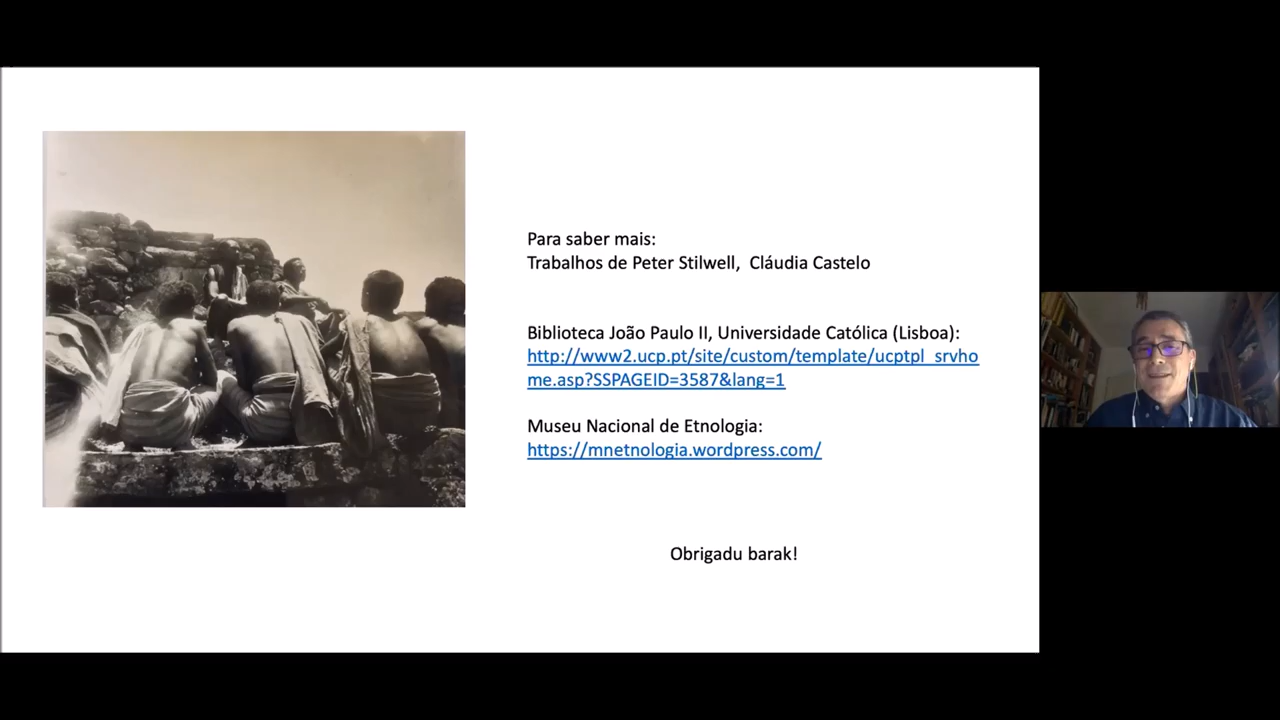 Para saber mais:
Trabalhos de Peter Stilwell, Cláudia Castelo
Biblioteca João Paulo II, Universidade Católica (Lisboa):
http://www2.ucp.pt/site/custom/template/ucptpl_srvho
me.asp?SSPAGEID=3587&lang=1
Museu Nacional de Etnologia:
https://mnetnologia.wordpress.com/
Obrigadu barak!